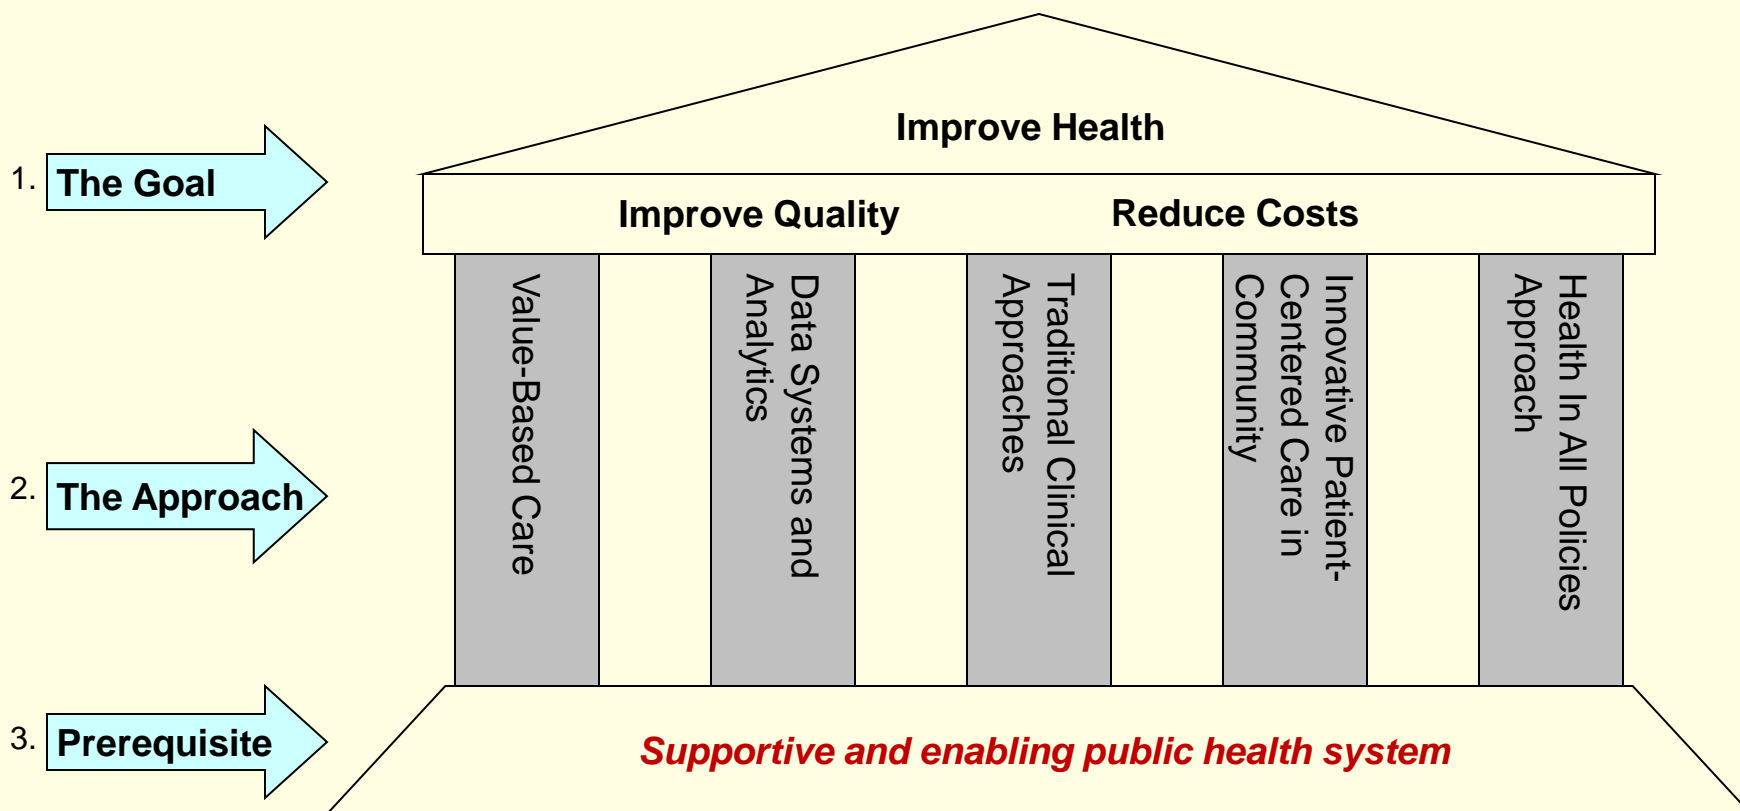 Improve Health
1. The Goal
Improve Quality
Reduce Costs
Value-Based Care
Data Systems and
Analytics
Traditional Clinical
Approaches
Innovative Patient-
Centered Care in
Community
Health In All Policies
Approach
2. The Approach
3. Prerequisite
Supportive and enabling public health system